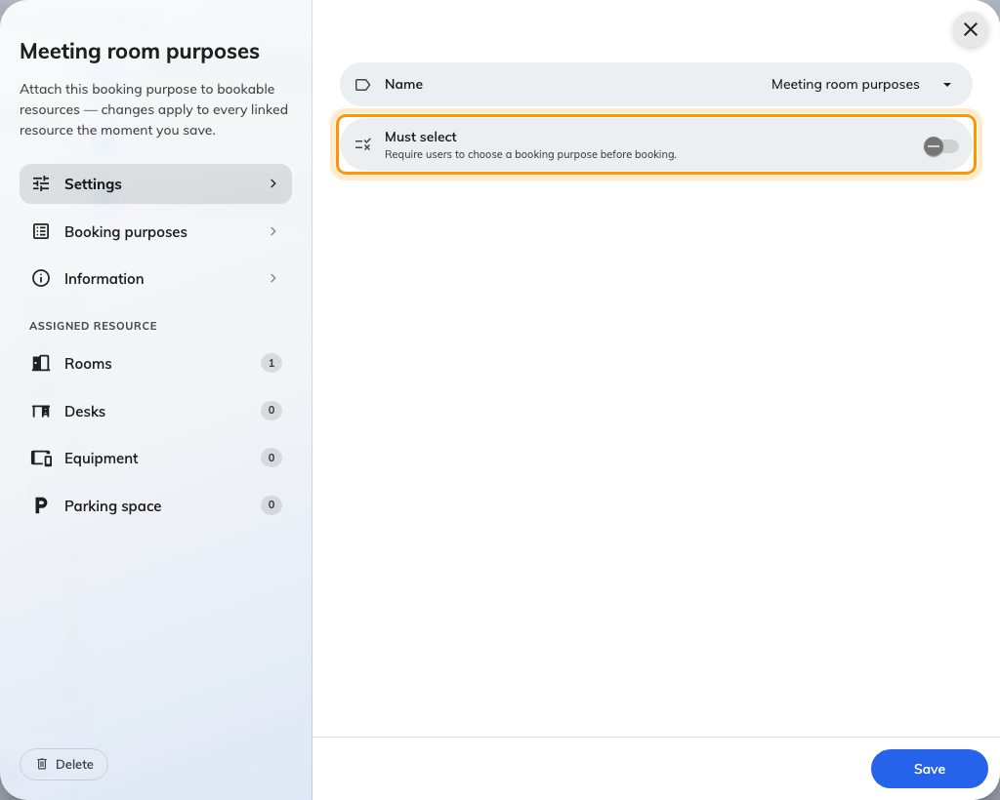 Meeting room purposes
Attach this booking purpose to bookable
resources — changes apply to every linked
resource the moment you save.
Settings
Booking purposes
Information
ASSIGNED RESOURCE
Rooms 1
Desks 0
Equipment 0
Parking space 0
Delete
Name Meeting room purposes
Must select
Require users to choose a booking purpose before booking.
Save